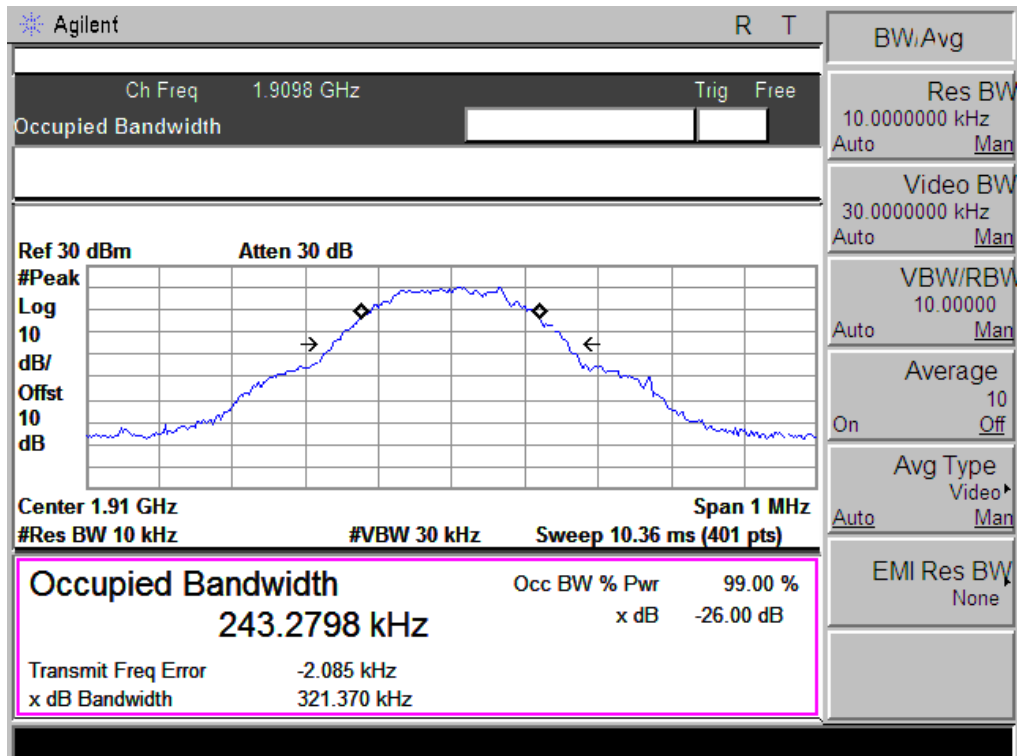 Agilent R T
BW/Avg
Ch Freq 1.9098 GHz Trig Free
Occupied Bandwidth
Res BW
10.0000000 kHz
Auto Man
Video BW
30.0000000 kHz
Auto Man
VBW/RBW
10.00000
Auto Man
Average
10
On Off
Avg Type
Video
Auto Man
EMI Res BW
None
Ref 30 dBm Atten 30 dB
#Peak
Log
10
dB/
Offst
10
dB
Center 1.91 GHz Span 1 MHz
#Res BW 10 kHz #VBW 30 kHz Sweep 10.36 ms (401 pts)
Occupied Bandwidth Occ BW % Pwr 99.00 %
243.2798 kHz x dB -26.00 dB
Transmit Freq Error -2.085 kHz
x dB Bandwidth 321.370 kHz